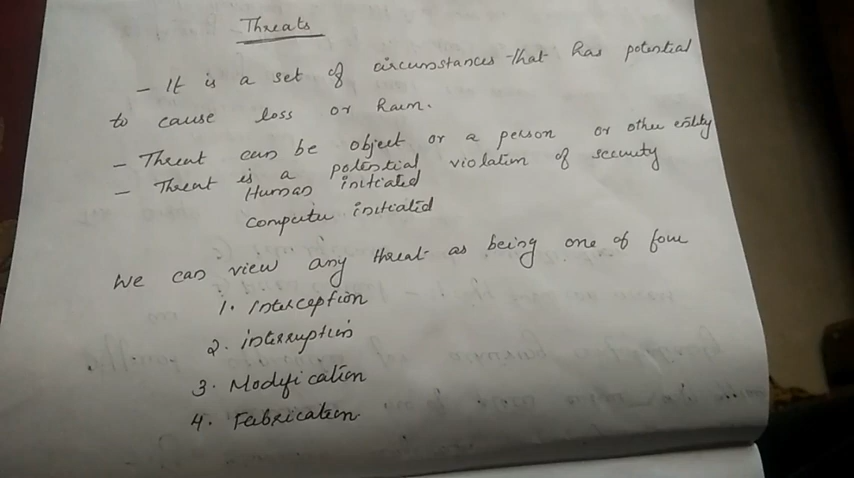 Threats
- It is a set of circumstances that has potential
to cause loss or harm.
- Threat can be object or a person or other entity
- Threat is a potential violation of security
Human initiated
computer initiated
We can view any threat as being one of four
1. Interception
2. interruption
3. Modification
4. Fabrication